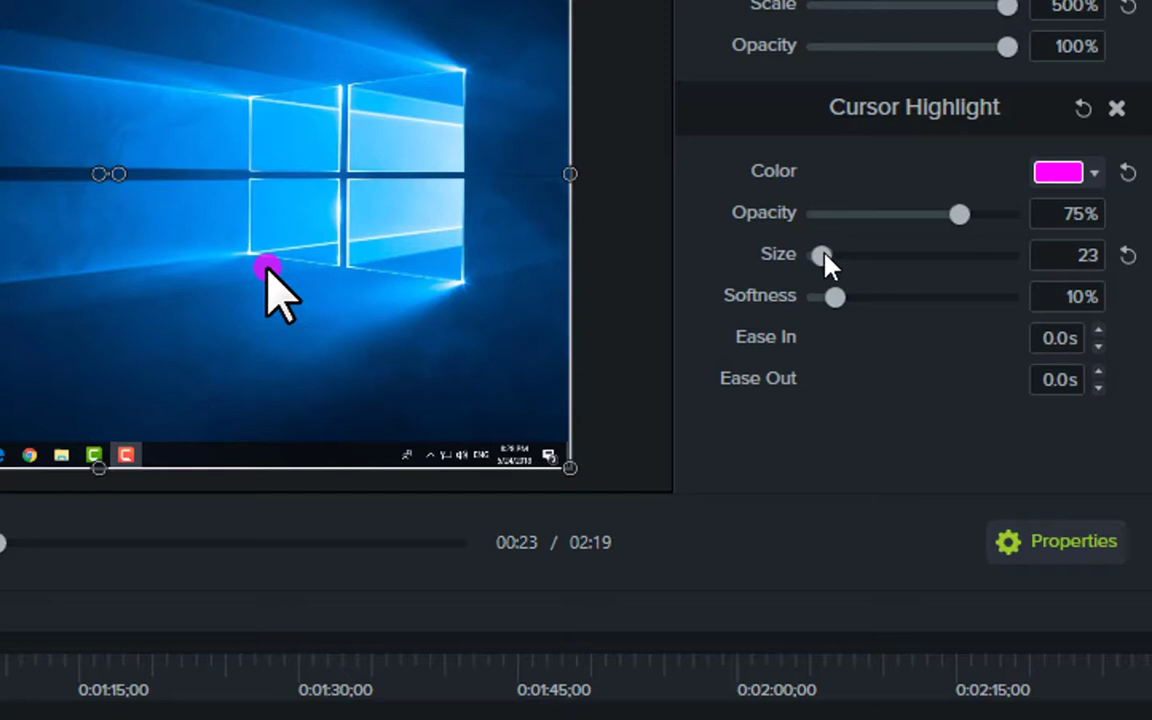 Scale 500%
Opacity 100%
Cursor Highlight
Color
Opacity 75%
Size 23
Softness 10%
Ease In 0.0s
Ease Out 0.0s
ENG
00:23 / 02:19
Properties
0:01:15;00 0:01:30;00 0:01:45;00 0:02:00;00 0:02:15;00